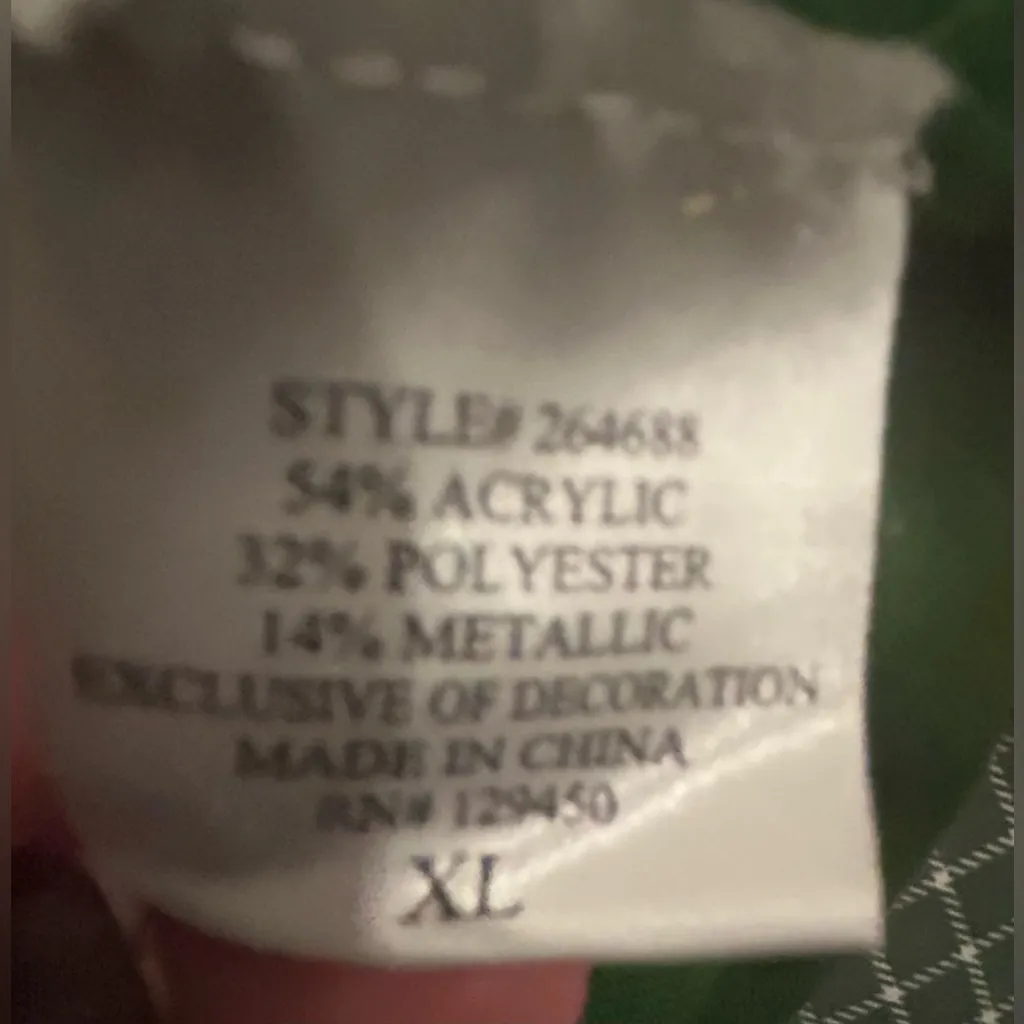 STYLE# 264688
54% ACRYLIC
32% POLYESTER
14% METALLIC
EXCLUSIVE OF DECORATION
MADE IN CHINA
RN# 129450
XL